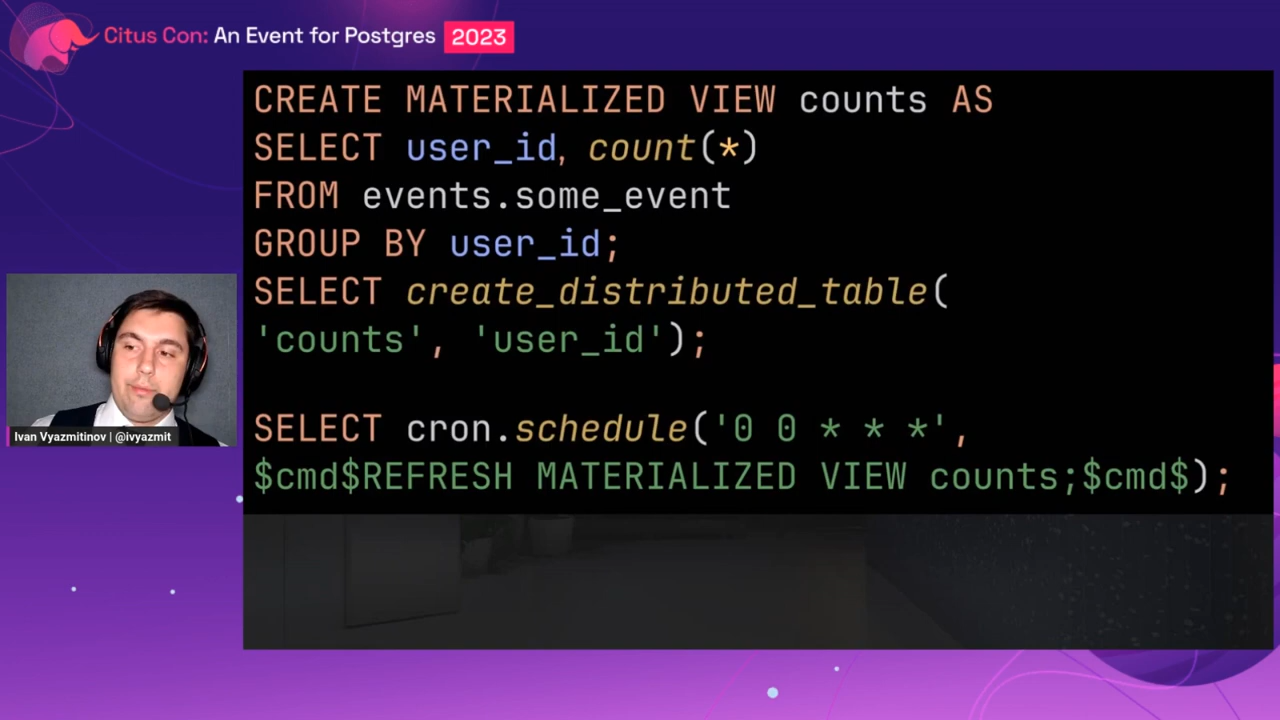 Citus Con: An Event for Postgres 2023
CREATE MATERIALIZED VIEW counts AS
SELECT user_id, count(*)
FROM events.some_event
GROUP BY user_id;
SELECT create_distributed_table(
'counts', 'user_id');
SELECT cron.schedule('0 0 * * *',
$cmd$REFRESH MATERIALIZED VIEW counts;$cmd$);
Ivan Vyazmitinov | @ivyazmit